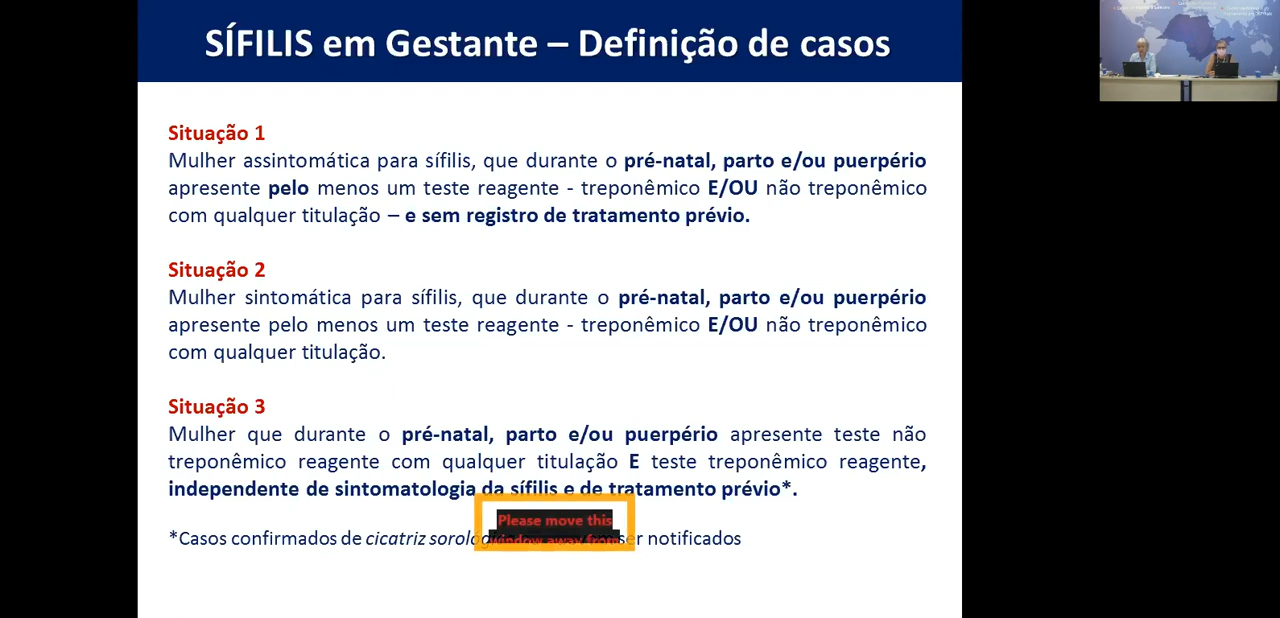 SÍFILIS em Gestante – Definição de casos
Situação 1
Mulher assintomática para sífilis, que durante o pré-natal, parto e/ou puerpério
apresente pelo menos um teste reagente - treponêmico E/OU não treponêmico
com qualquer titulação – e sem registro de tratamento prévio.
Situação 2
Mulher sintomática para sífilis, que durante o pré-natal, parto e/ou puerpério
apresente pelo menos um teste reagente - treponêmico E/OU não treponêmico
com qualquer titulação.
Situação 3
Mulher que durante o pré-natal, parto e/ou puerpério apresente teste não
treponêmico reagente com qualquer titulação E teste treponêmico reagente,
independente de sintomatologia da sífilis e de tratamento prévio*.
Please move this
window away from
*Casos confirmados de cicatriz ser notificados